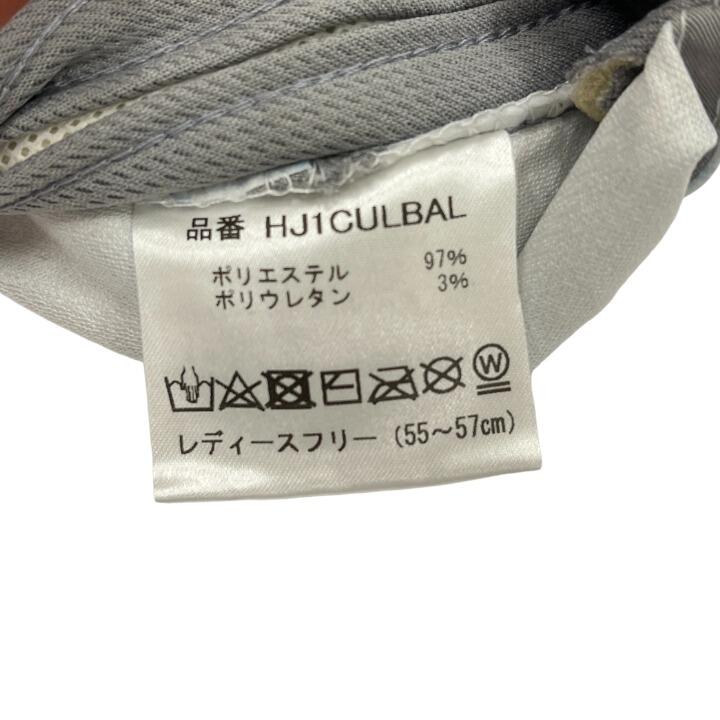 品番 HJ1CULBAL
ポリエステル 97%
ポリウレタン 3%
W
レディースフリー (55～57cm)